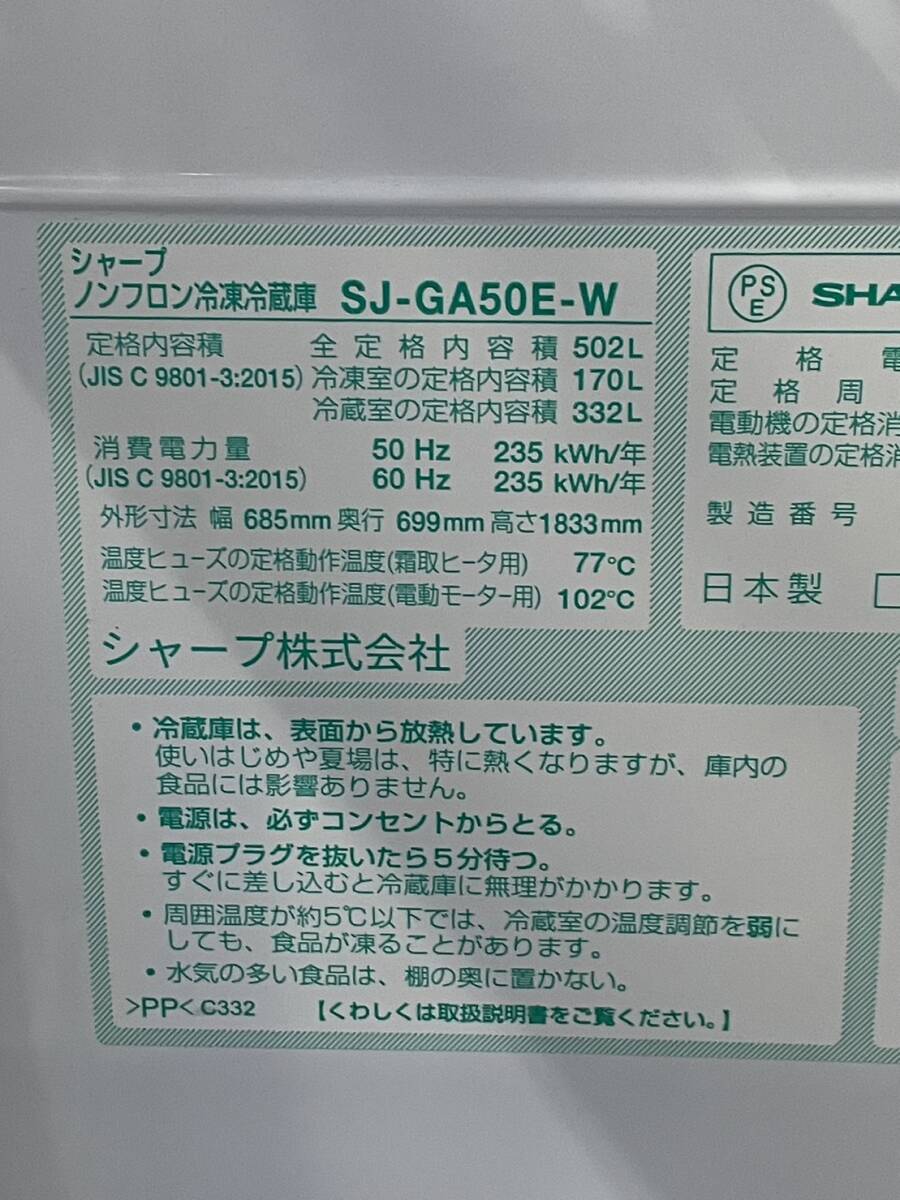 シャープ
ノンフロン冷凍冷蔵庫 SJ-GA50E-W
定格内容積 全定格内容積 502L
(JIS C 9801-3:2015) 冷凍室の定格内容積 170L
冷蔵室の定格内容積 332L
消費電力量 50 Hz 235 kWh/年
(JIS C 9801-3:2015) 60 Hz 235 kWh/年
外形寸法 幅 685mm 奥行 699mm 高さ1833mm
温度ヒューズの定格動作温度(霜取ヒータ用) 77℃
温度ヒューズの定格動作温度(電動モーター用) 102℃
シャープ株式会社
PSE SHA
定格電
定格周
電動機の定格消
電熱装置の定格消
製造番号
日本製
・冷蔵庫は、表面から放熱しています。
使いはじめや夏場は、特に熱くなりますが、庫内の
食品には影響ありません。
・電源は、必ずコンセントからとる。
・電源プラグを抜いたら5分待つ。
すぐに差し込むと冷蔵庫に無理がかかります。
・周囲温度が約5℃以下では、冷蔵室の温度調節を弱に
しても、食品が凍ることがあります。
・水気の多い食品は、棚の奥に置かない。
>PP< C332 【くわしくは取扱説明書をご覧ください。】